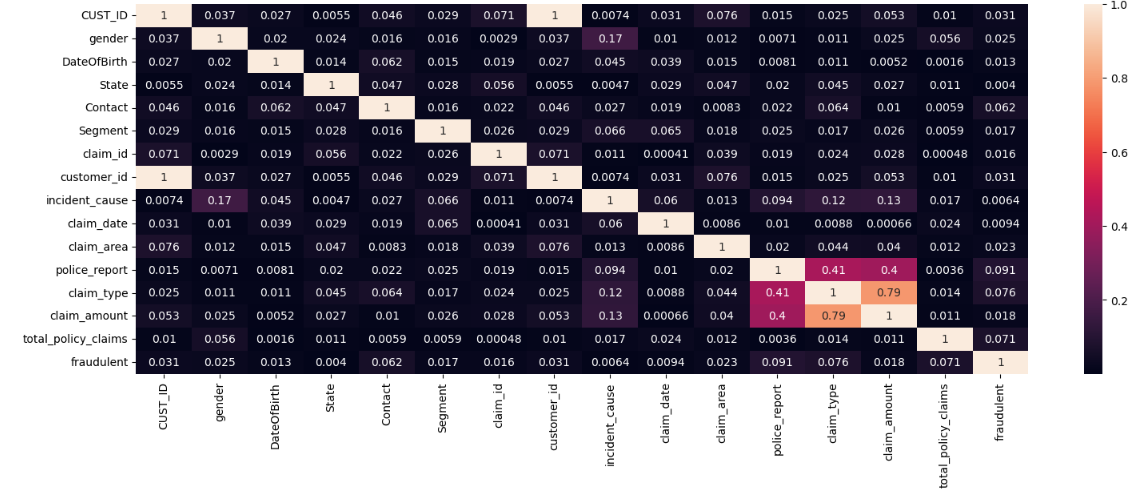 CUST_ID 1 0.037 0.027 0.0055 0.046 0.029 0.071 1 0.0074 0.031 0.076 0.015 0.025 0.053 0.01 0.031
gender 0.037 1 0.02 0.024 0.016 0.016 0.0029 0.037 0.17 0.01 0.012 0.0071 0.011 0.025 0.056 0.025
DateOfBirth 0.027 0.02 1 0.014 0.062 0.015 0.019 0.027 0.045 0.039 0.015 0.0081 0.011 0.0052 0.0016 0.013
State 0.0055 0.024 0.014 1 0.047 0.028 0.056 0.0055 0.0047 0.029 0.047 0.02 0.045 0.027 0.011 0.004
Contact 0.046 0.016 0.062 0.047 1 0.016 0.022 0.046 0.027 0.019 0.0083 0.022 0.064 0.01 0.0059 0.062
Segment 0.029 0.016 0.015 0.028 0.016 1 0.026 0.029 0.066 0.065 0.018 0.025 0.017 0.026 0.0059 0.017
claim_id 0.071 0.0029 0.019 0.056 0.022 0.026 1 0.071 0.011 0.00041 0.039 0.019 0.024 0.028 0.00048 0.016
customer_id 1 0.037 0.027 0.0055 0.046 0.029 0.071 1 0.0074 0.031 0.076 0.015 0.025 0.053 0.01 0.031
incident_cause 0.0074 0.17 0.045 0.0047 0.027 0.066 0.011 0.0074 1 0.06 0.013 0.094 0.12 0.13 0.017 0.0064
claim_date 0.031 0.01 0.039 0.029 0.019 0.065 0.00041 0.031 0.06 1 0.0086 0.01 0.0088 0.00066 0.024 0.0094
claim_area 0.076 0.012 0.015 0.047 0.0083 0.018 0.039 0.076 0.013 0.0086 1 0.02 0.044 0.04 0.012 0.023
police_report 0.015 0.0071 0.0081 0.02 0.022 0.025 0.019 0.015 0.094 0.01 0.02 1 0.41 0.4 0.0036 0.091
claim_type 0.025 0.011 0.011 0.045 0.064 0.017 0.024 0.025 0.12 0.0088 0.044 0.41 1 0.79 0.014 0.076
claim_amount 0.053 0.025 0.0052 0.027 0.01 0.026 0.028 0.053 0.13 0.00066 0.04 0.4 0.79 1 0.011 0.018
total_policy_claims 0.01 0.056 0.0016 0.011 0.0059 0.0059 0.00048 0.01 0.017 0.024 0.012 0.0036 0.014 0.011 1 0.071
fraudulent 0.031 0.025 0.013 0.004 0.062 0.017 0.016 0.031 0.0064 0.0094 0.023 0.091 0.076 0.018 0.071 1
CUST_ID
gender
DateOfBirth
State
Contact
Segment
claim_id
customer_id
incident_cause
claim_date
claim_area
police_report
claim_type
claim_amount
total_policy_claims
fraudulent
1.0
0.8
0.6
0.4
0.2